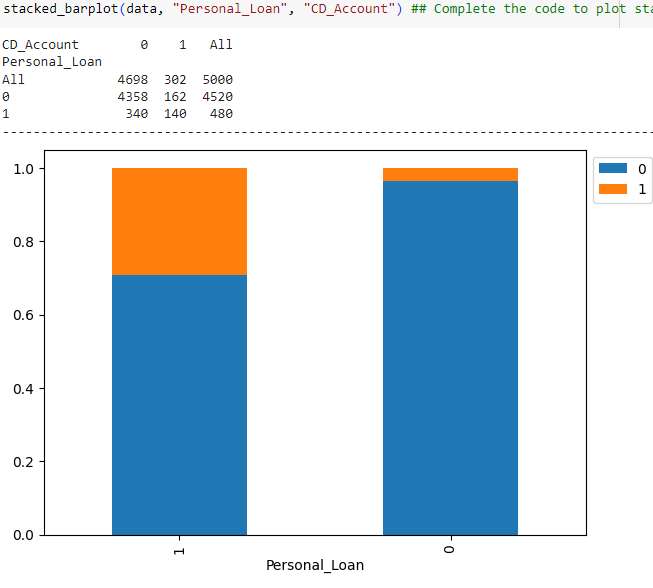 stacked_barplot(data, "Personal_Loan", "CD_Account") ## Complete the code to plot
CD_Account 0 1 All
Personal_Loan
All 4698 302 5000
0 4358 162 4520
1 340 140 480
--------------------------------------------------------------------------------
1.0
0.8
0.6
0.4
0.2
0.0
0
1
1
0
Personal_Loan